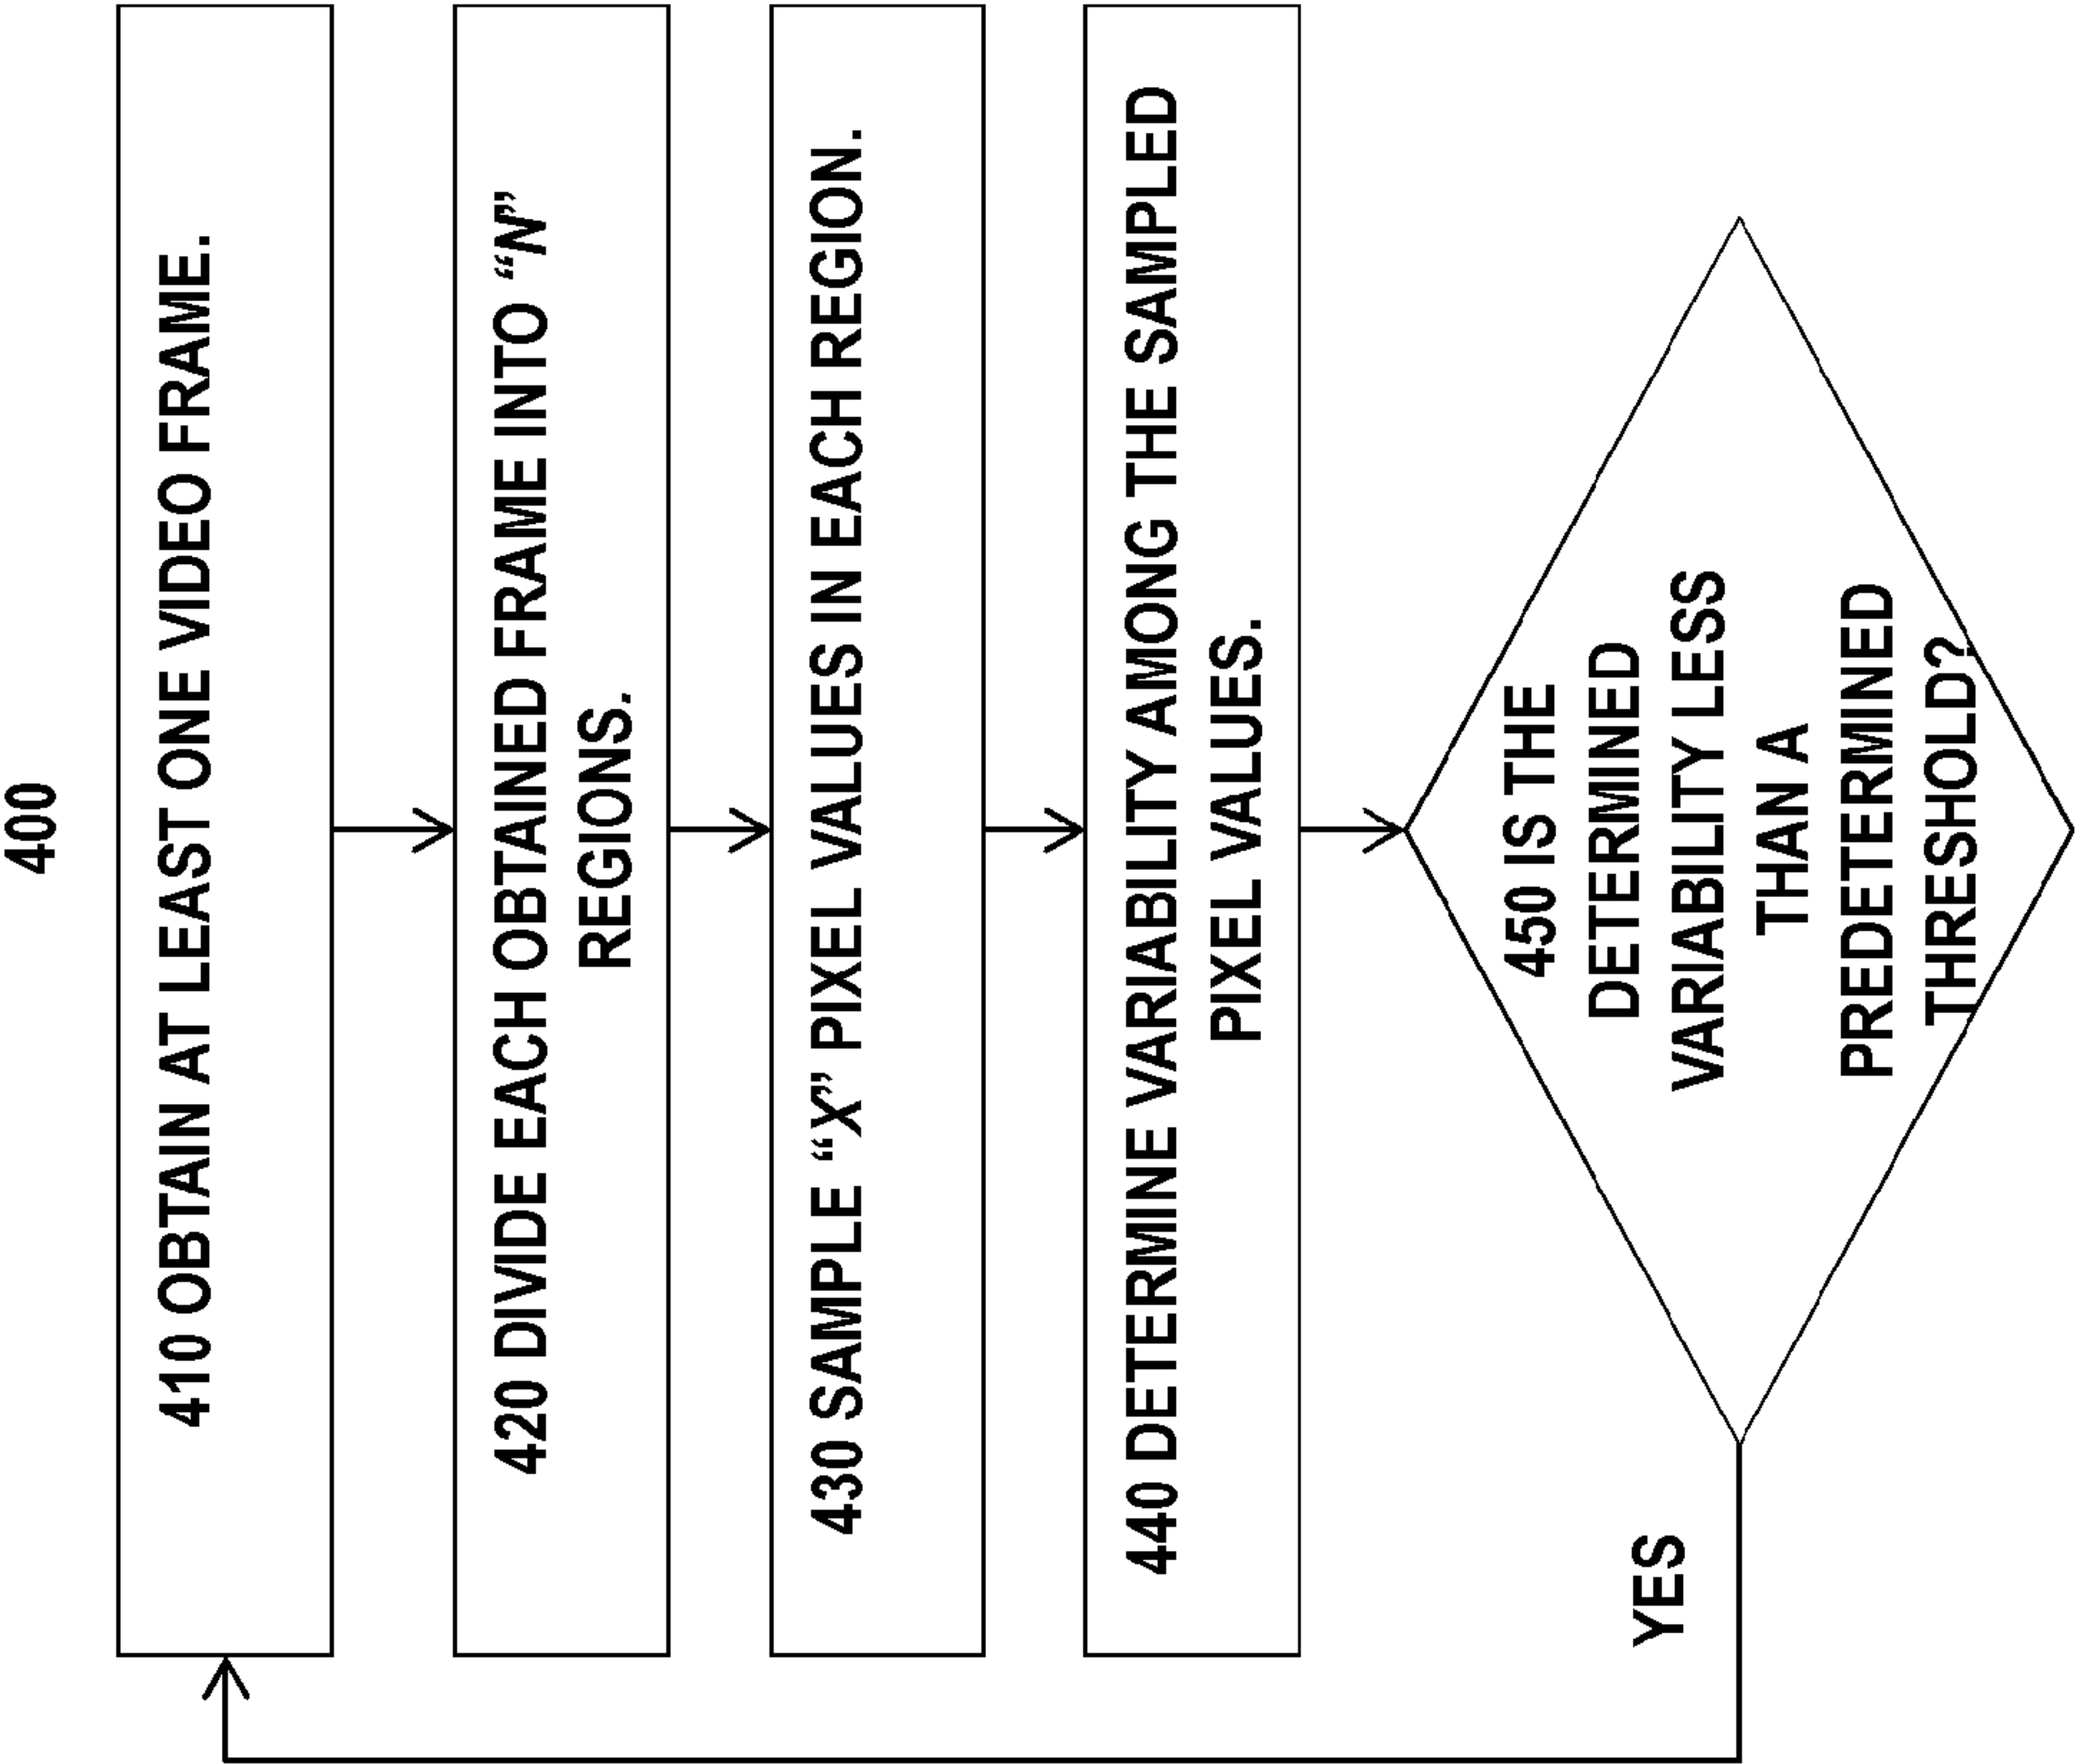 400
410 OBTAIN AT LEAST ONE VIDEO FRAME.
420 DIVIDE EACH OBTAINED FRAME INTO “N”
REGIONS.
430 SAMPLE “X” PIXEL VALUES IN EACH REGION.
440 DETERMINE VARIABILITY AMONG THE SAMPLED
PIXEL VALUES.
450 IS THE
DETERMINED
VARIABILITY LESS
THAN A
PREDETERMINED
THRESHOLD?
YES